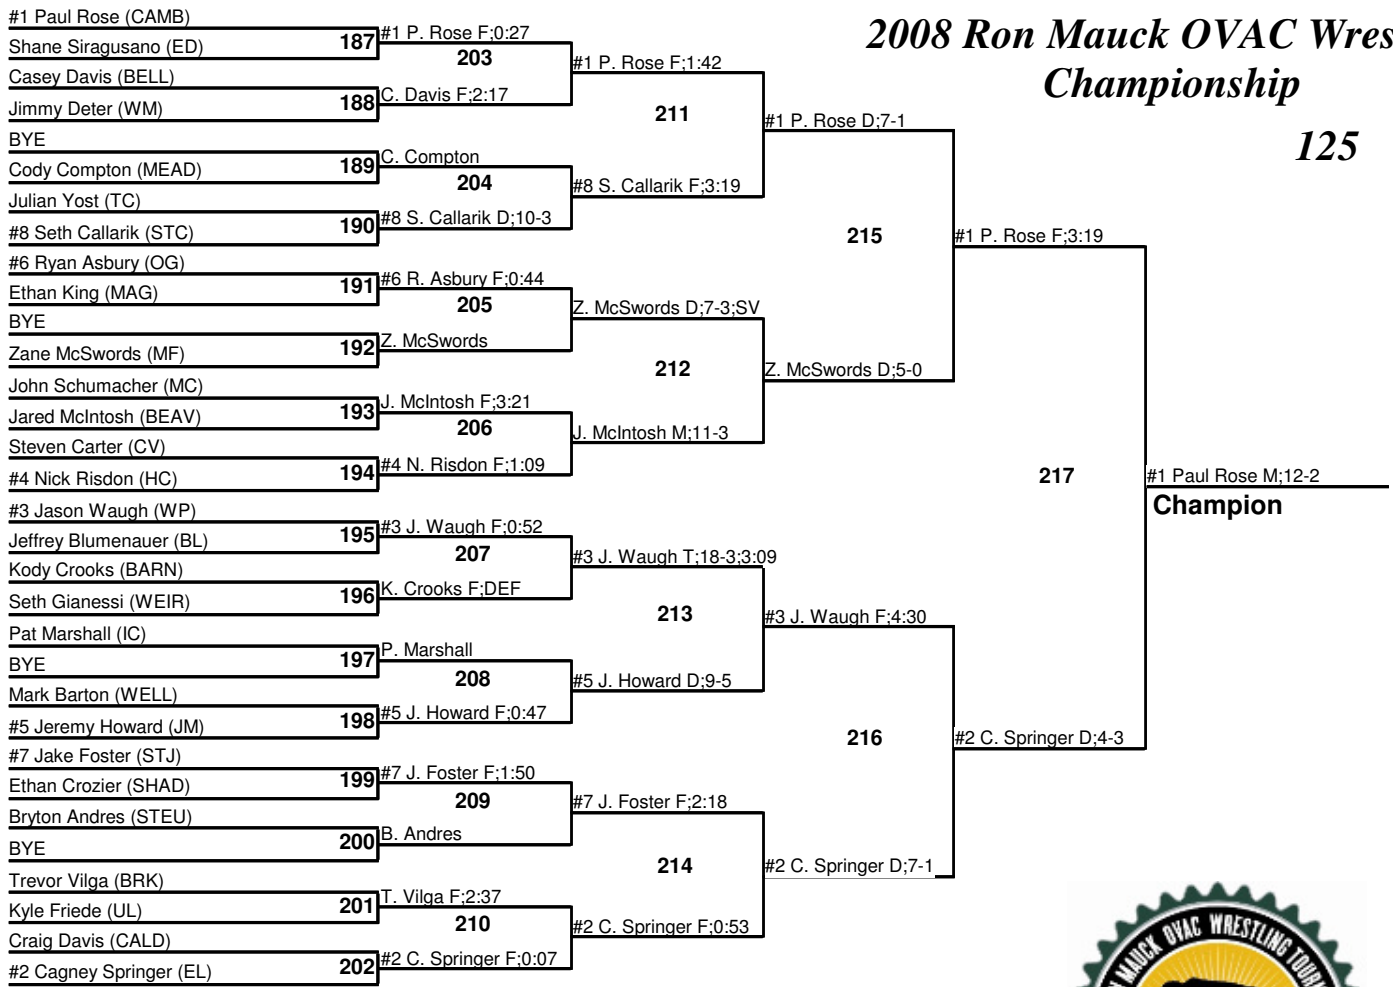 2008 Ron Mauck OVAC Wres
Championship
125
#1 Paul Rose (CAMB)
Shane Siragusano (ED)
Casey Davis (BELL)
Jimmy Deter (WM)
BYE
Cody Compton (MEAD)
Julian Yost (TC)
#8 Seth Callarik (STC)
#6 Ryan Asbury (OG)
Ethan King (MAG)
BYE
Zane McSwords (MF)
John Schumacher (MC)
Jared McIntosh (BEAV)
Steven Carter (CV)
#4 Nick Risdon (HC)
#3 Jason Waugh (WP)
Jeffrey Blumenauer (BL)
Kody Crooks (BARN)
Seth Gianessi (WEIR)
Pat Marshall (IC)
BYE
Mark Barton (WELL)
#5 Jeremy Howard (JM)
#7 Jake Foster (STJ)
Ethan Crozier (SHAD)
Bryton Andres (STEU)
BYE
Trevor Vilga (BRK)
Kyle Friede (UL)
Craig Davis (CALD)
#2 Cagney Springer (EL)
187
188
189
190
191
192
193
194
195
196
197
198
199
200
201
202
#1 P. Rose F;0:27
C. Davis F;2:17
C. Compton
#8 S. Callarik D;10-3
#6 R. Asbury F;0:44
Z. McSwords
J. McIntosh F;3:21
#4 N. Risdon F;1:09
#3 J. Waugh F;0:52
K. Crooks F;DEF
P. Marshall
#5 J. Howard F;0:47
#7 J. Foster F;1:50
B. Andres
T. Vilga F;2:37
#2 C. Springer F;0:07
203
204
205
206
207
208
209
210
#1 P. Rose F;1:42
#8 S. Callarik F;3:19
Z. McSwords D;7-3;SV
J. McIntosh M;11-3
#3 J. Waugh T;18-3;3:09
#5 J. Howard D;9-5
#7 J. Foster F;2:18
#2 C. Springer F;0:53
211
212
213
214
#1 P. Rose D;7-1
Z. McSwords D;5-0
#3 J. Waugh F;4:30
#2 C. Springer D;7-1
215
216
#1 P. Rose F;3:19
#2 C. Springer D;4-3
217
#1 Paul Rose M;12-2
Champion
MAUCK OVAC WRESTLING TOURN